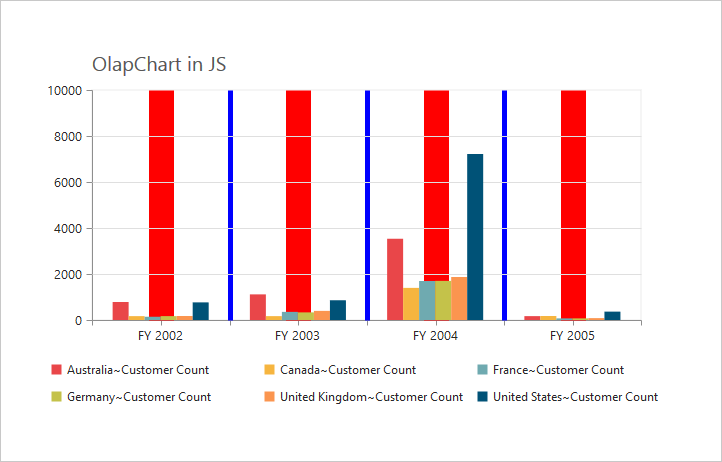 OlapChart in JS
10000
8000
6000
4000
2000
0
FY 2002 FY 2003 FY 2004 FY 2005
Australia~Customer Count Canada~Customer Count France~Customer Count
Germany~Customer Count United Kingdom~Customer Count United States~Customer Count